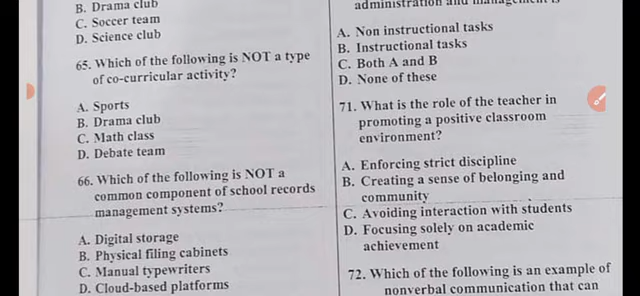 B. Drama club
C. Soccer team
D. Science club
65. Which of the following is NOT a type
of co-curricular activity?
A. Sports
B. Drama club
C. Math class
D. Debate team
66. Which of the following is NOT a
common component of school records
management systems?
A. Digital storage
B. Physical filing cabinets
C. Manual typewriters
D. Cloud-based platforms
administration and management is
A. Non instructional tasks
B. Instructional tasks
C. Both A and B
D. None of these
71. What is the role of the teacher in
promoting a positive classroom
environment?
A. Enforcing strict discipline
B. Creating a sense of belonging and
community
C. Avoiding interaction with students
D. Focusing solely on academic
achievement
72. Which of the following is an example of
nonverbal communication that can